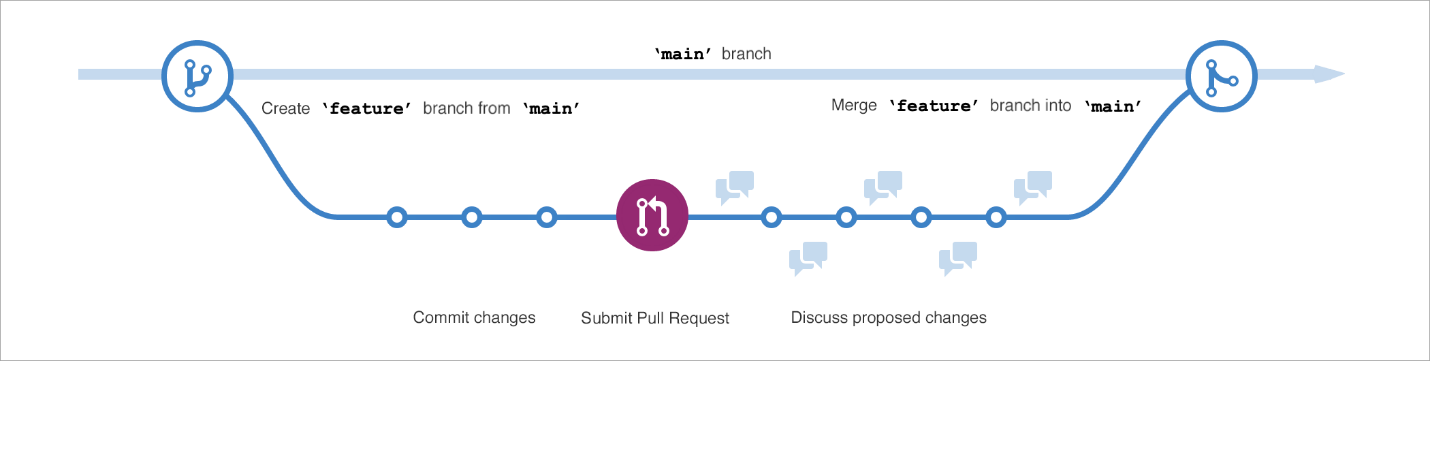 ‘main’ branch
Create ‘feature’ branch from ‘main’
Merge ‘feature’ branch into ‘main’
Commit changes
Submit Pull Request
Discuss proposed changes